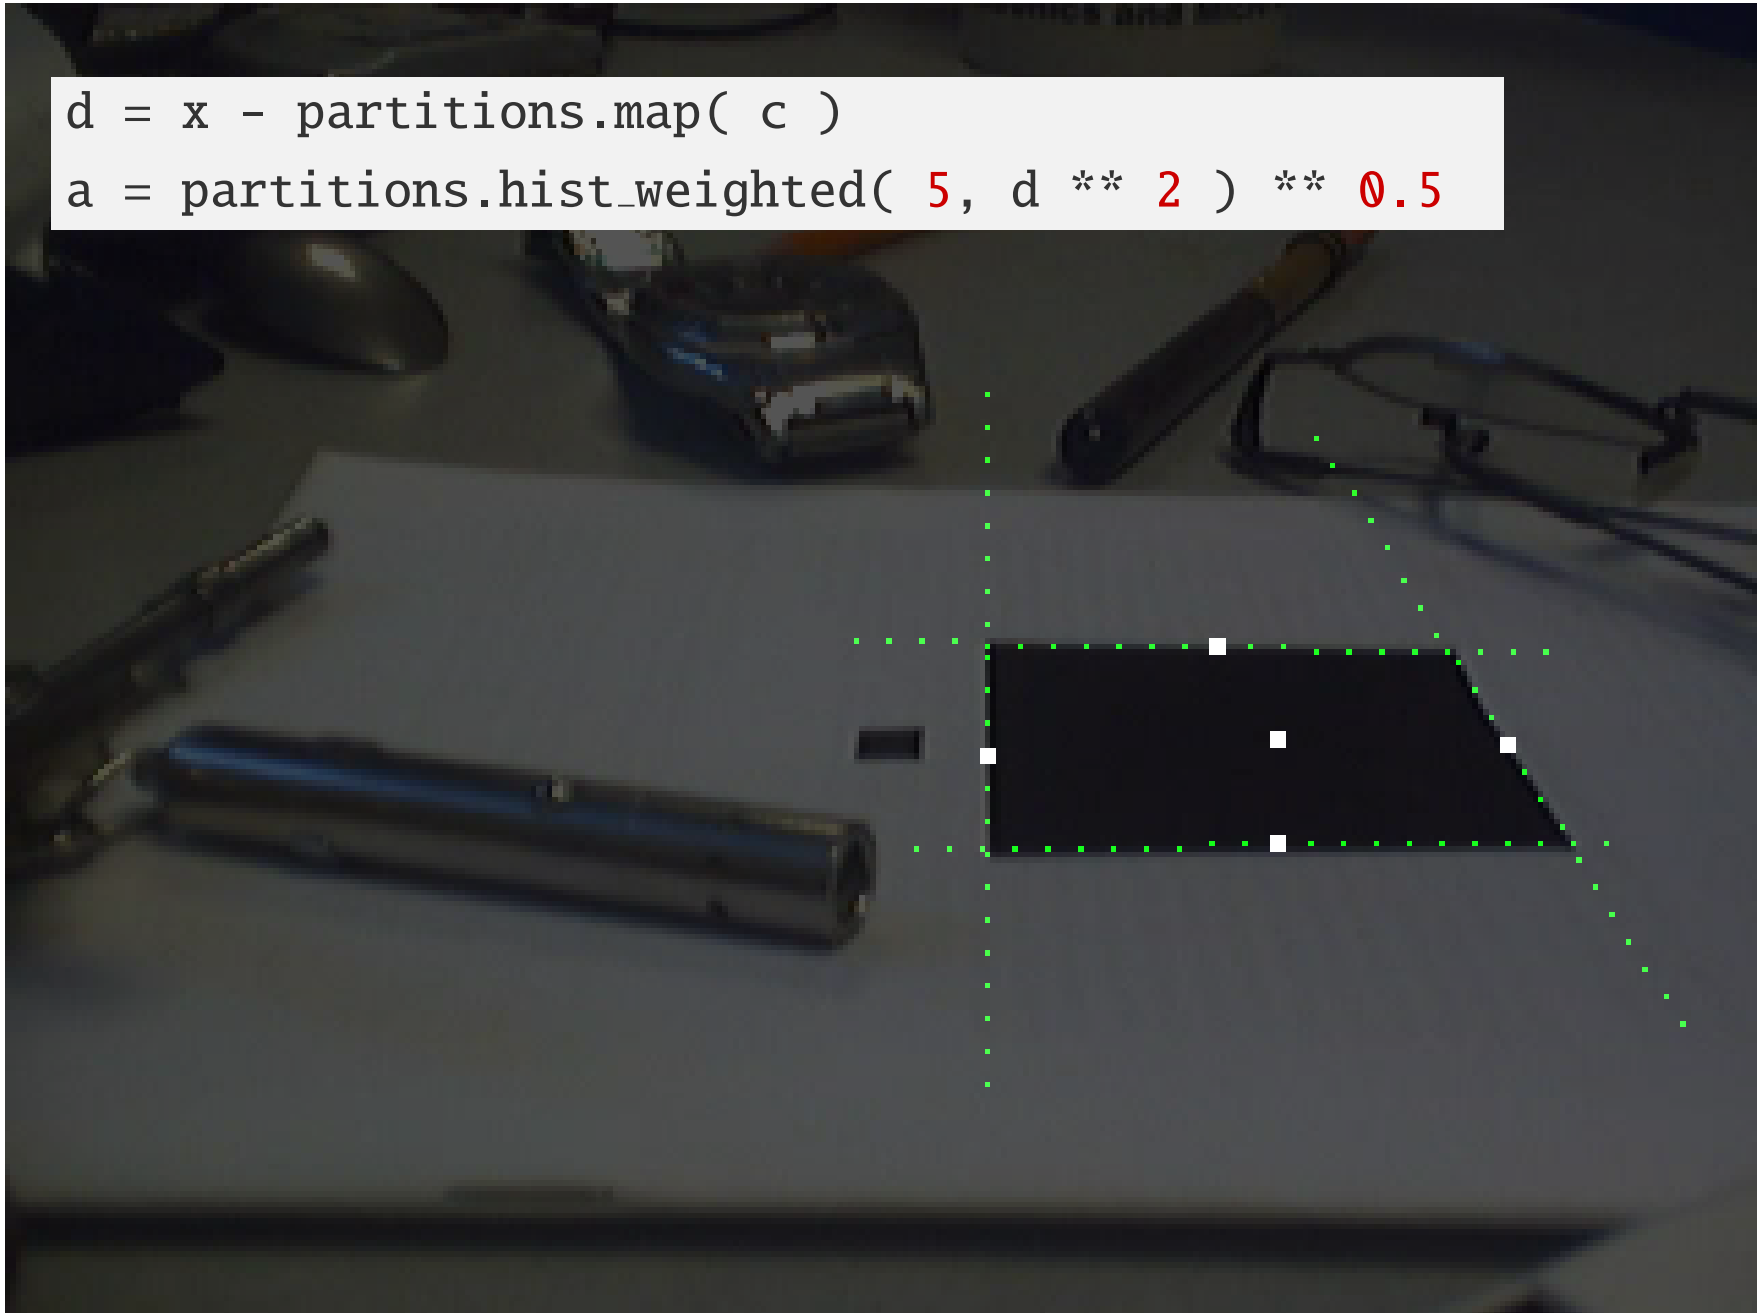 d = x - partitions.map( c )
a = partitions.hist_weighted( 5, d ** 2 ) ** 0.5